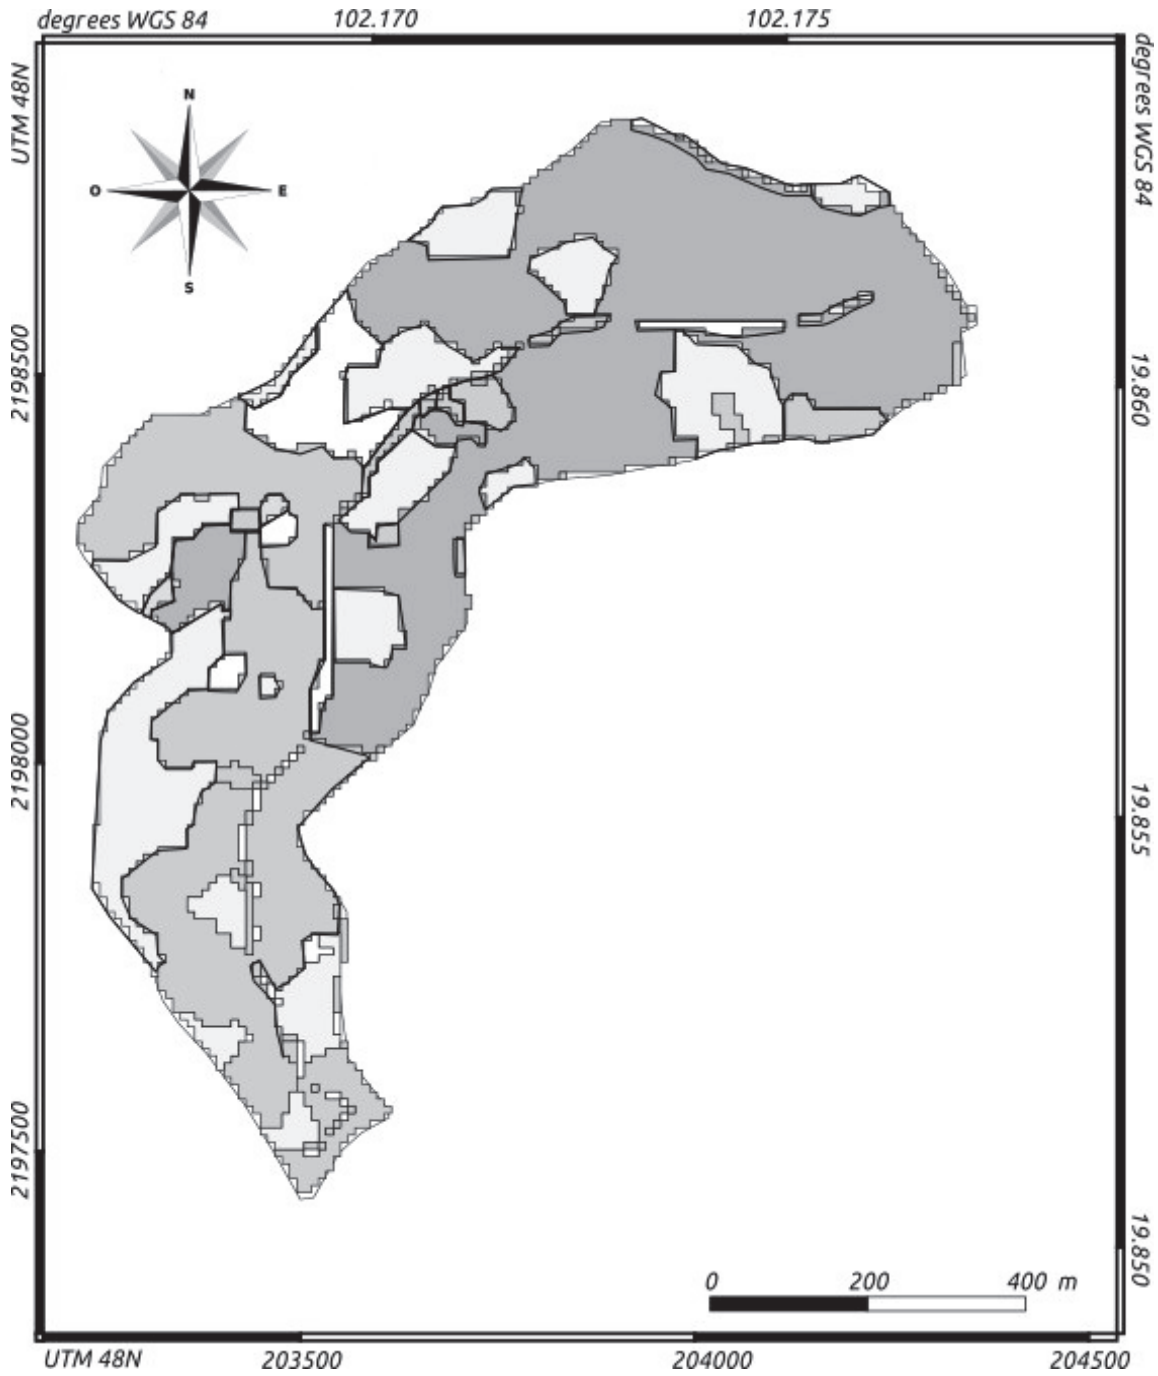 degrees WGS 84 102.170 102.175
UTM 48N
degrees WGS 84
N
O E
S
2198500
19.860
2198000
19.855
2197500
19.850
0 200 400 m
UTM 48N 203500 204000 204500